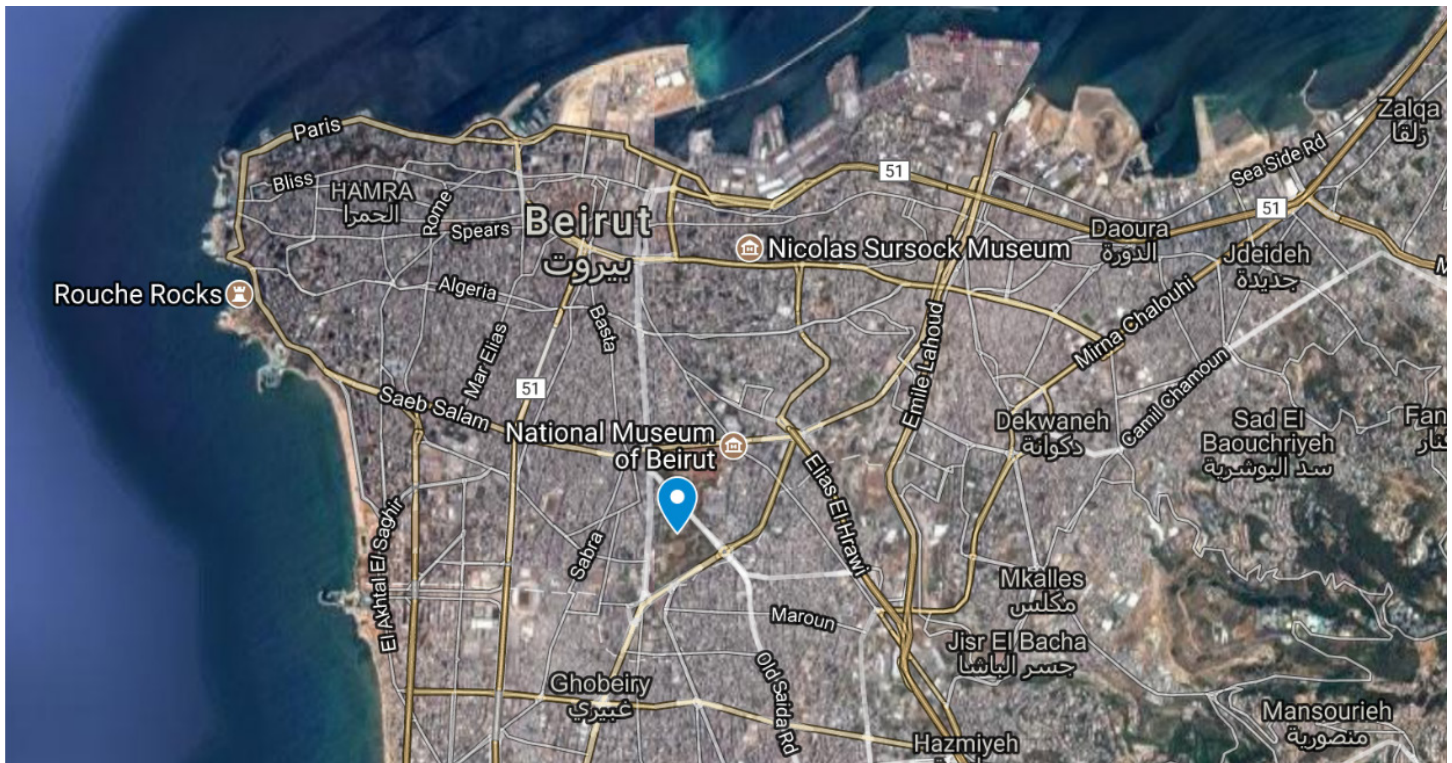 Paris
Zalqa
زلقا
Sea Side Rd
51
Bliss
HAMRA
الحمرا
Rome
Spears
Beirut
بيروت
Nicolas Sursock Museum
Daoura
الدورة
51
Jdeideh
جديدة
Rouche Rocks
Algeria
Basta
Mar Elias
51
Saeb Salam
Emile Lahoud
Mirna Chalouhi
Camil Chamoun
National Museum
of Beirut
Dekwaneh
دكوانة
Sad El
Baouchriyeh
سد البوشرية
Elias El Hrawi
El Akhtal El Saghir
Sabra
Mkalles
مكلس
Maroun
Jisr El Bacha
جسر الباشا
Old Saida Rd
Ghobeiry
غبيري
Mansourieh
منصورية
Hazmiyeh